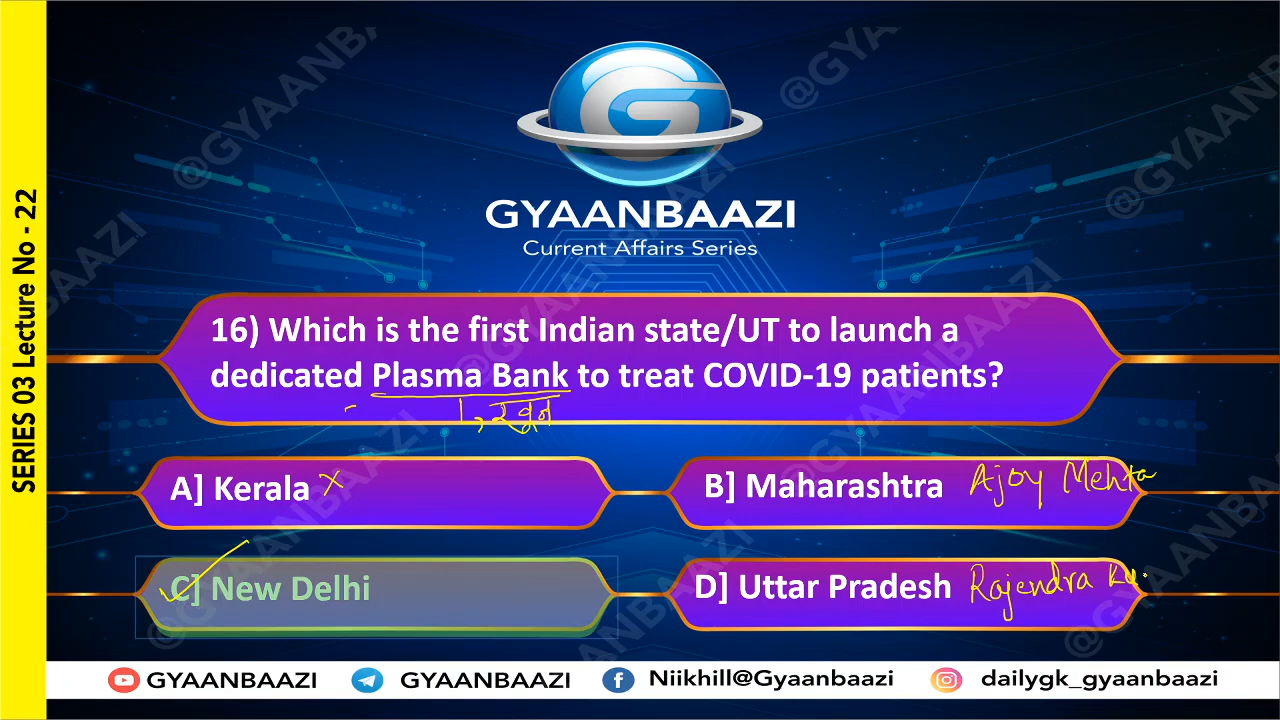 SERIES 03 Lecture No - 22
@GYAANBAZI
GYAANBAAZI
Current Affairs Series
16) Which is the first Indian state/UT to launch a
dedicated Plasma Bank to treat COVID-19 patients?
A] Kerala X
B] Maharashtra Ajoy Mehta
C] New Delhi
D] Uttar Pradesh Rajendra Ku.
GYAANBAAZI
GYAANBAAZI
Niikhill@Gyaanbaazi
dailygk_gyaanbaazi